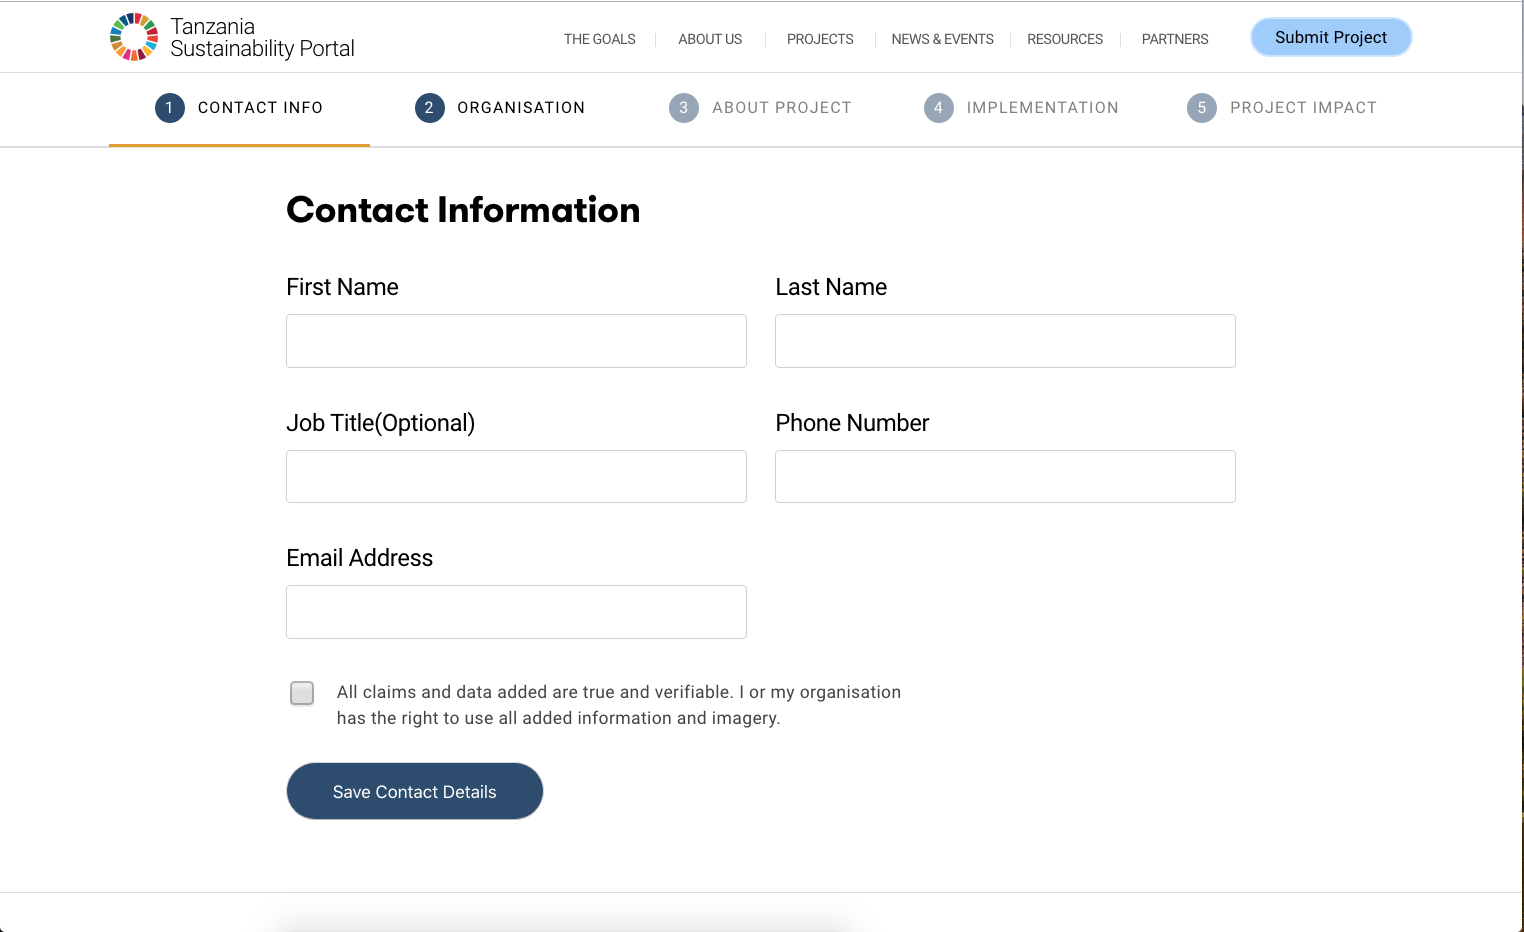 Tanzania
Sustainability Portal
THE GOALS
ABOUT US
PROJECTS
NEWS & EVENTS
RESOURCES
PARTNERS
Submit Project
1 CONTACT INFO
2 ORGANISATION
3 ABOUT PROJECT
4 IMPLEMENTATION
5 PROJECT IMPACT
Contact Information
First Name
Last Name
Job Title(Optional)
Phone Number
Email Address
All claims and data added are true and verifiable. I or my organisation
has the right to use all added information and imagery.
Save Contact Details